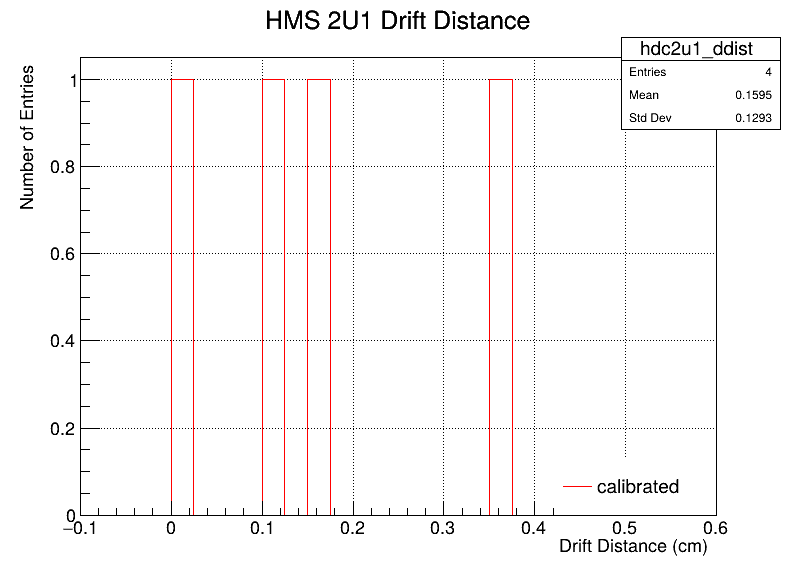 HMS 2U1 Drift Distance
hdc2u1_ddist
Entries 4
Mean 0.1595
Std Dev 0.1293
Number of Entries
1
0.8
0.6
0.4
0.2
0
−0.1 0 0.1 0.2 0.3 0.4 0.5 0.6
calibrated
Drift Distance (cm)